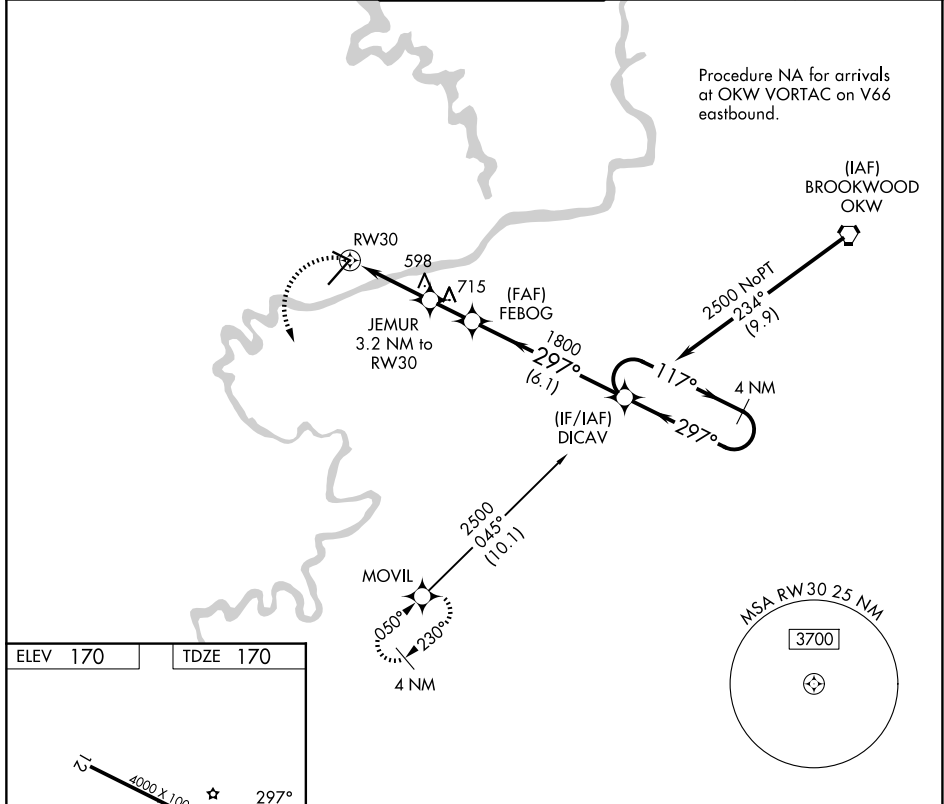 Procedure NA for arrivals
at OKW VORTAC on V66
eastbound.
(IAF)
BROOKWOOD
OKW
RW30
598
715
(FAF)
FEBOG
2500 NoPT
234°
(9.9)
JEMUR
3.2 NM to
RW30
1800
297°
(6.1)
117°
4 NM
(IF/IAF)
DICAV
297°
2500
045°
(10.1)
MOVIL
050°
230°
4 NM
MSA RW30 25 NM
3700
ELEV 170
TDZE 170
12
4000 X 100
297°